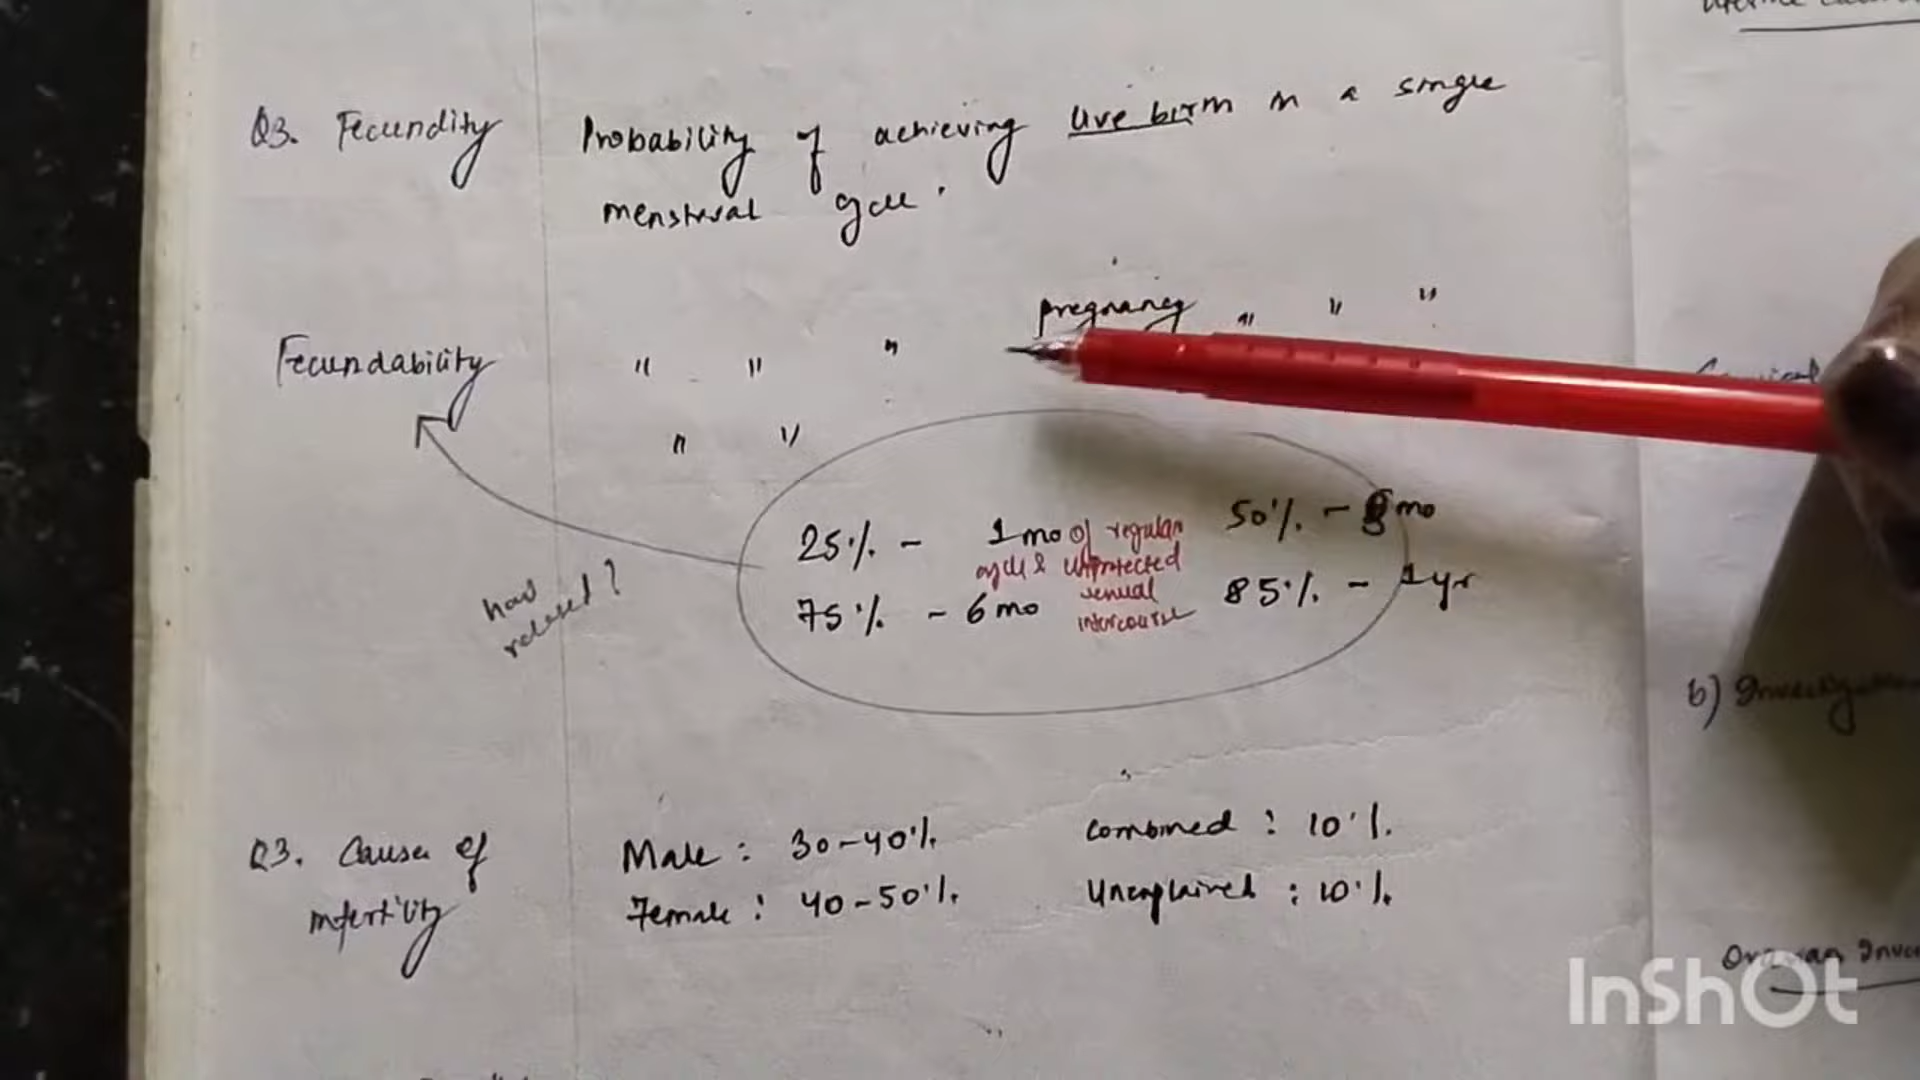 Q3. Fecundity Probability of achieving live birth in a single
menstrual cycle.
Fecundability " " " pregnancy " " "
" "
25% - 1 mo of regular 50% - mo
cycle & unprotected
75% - 6 mo sexual 85% - 1 yr
intercourse
how
related?
Q3. Causes of Male: 30-40% Combined: 10%.
infertility Female: 40-50%. Unexplained: 10%.
b)
InShOt